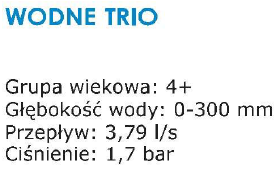 WODNE TRIO
Grupa wiekowa: 4+
Głębokość wody: 0-300 mm
Przepływ: 3,79 l/s
Ciśnienie: 1,7 bar